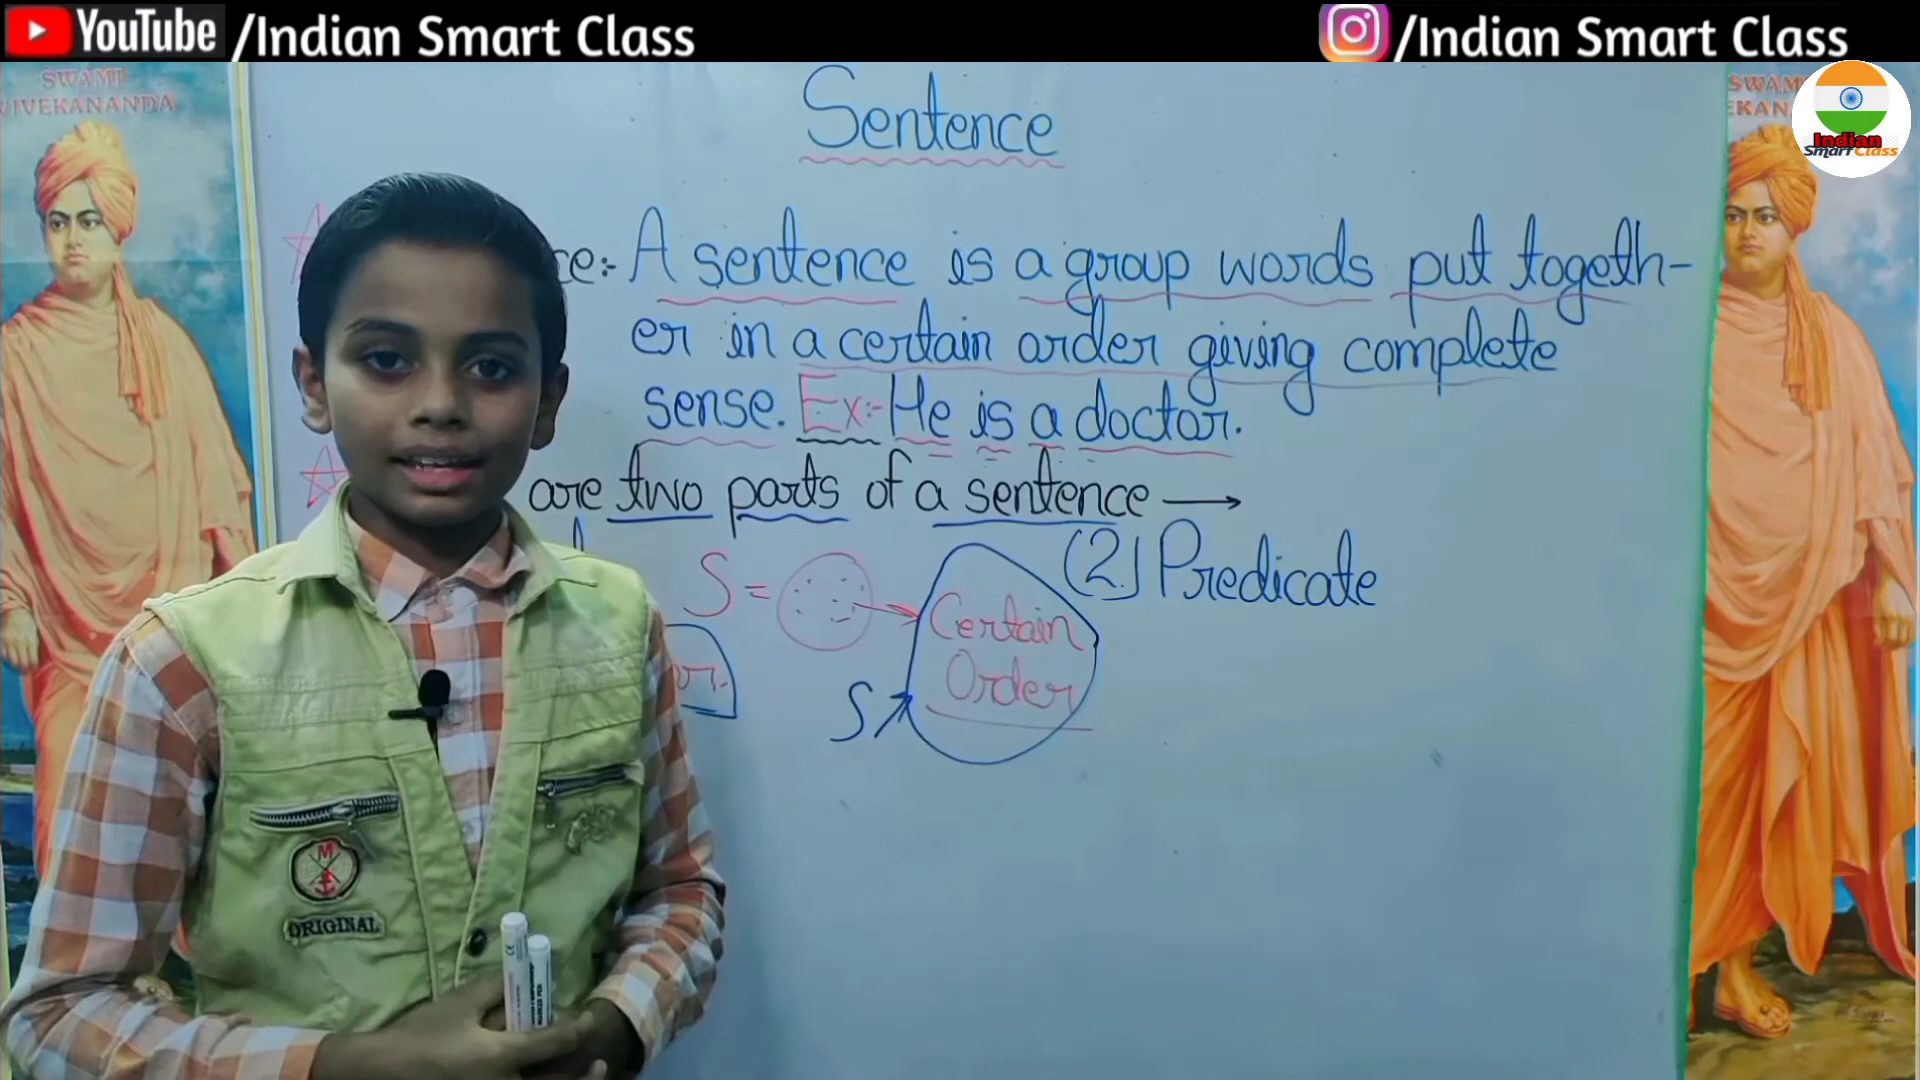 YouTube /Indian Smart Class
/Indian Smart Class
SWAMI
VIVEKANANDA
SWAM
EKAN
Indian
Smart Class
Sentence
ce:- A sentence is a group words put togeth-
er in a certain order giving complete
sense. Ex:- He is a doctor.
are two parts of a sentence →
(2) Predicate
S =
Certain
Order
or.
S
M
ORIGINAL